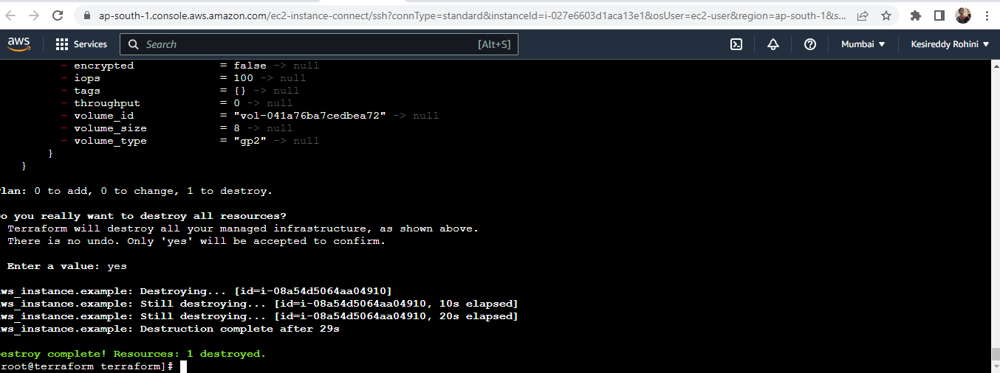 ap-south-1.console.aws.amazon.com/ec2-instance-connect/ssh?connType=standard&instanceId=i-027e6603d1aca13e1&osUser=ec2-user&region=ap-south-1&s...
aws Services Search [Alt+S] Mumbai Kesireddy Rohini
- encrypted = false -> null
- iops = 100 -> null
- tags = {} -> null
- throughput = 0 -> null
- volume_id = "vol-041a76ba7cedbea72" -> null
- volume_size = 8 -> null
- volume_type = "gp2" -> null
}
}
lan: 0 to add, 0 to change, 1 to destroy.
o you really want to destroy all resources?
Terraform will destroy all your managed infrastructure, as shown above.
There is no undo. Only 'yes' will be accepted to confirm.
Enter a value: yes
ws_instance.example: Destroying... [id=i-08a54d5064aa04910]
ws_instance.example: Still destroying... [id=i-08a54d5064aa04910, 10s elapsed]
ws_instance.example: Still destroying... [id=i-08a54d5064aa04910, 20s elapsed]
ws_instance.example: Destruction complete after 29s
estroy complete! Resources: 1 destroyed.
root@terraform terraform]#